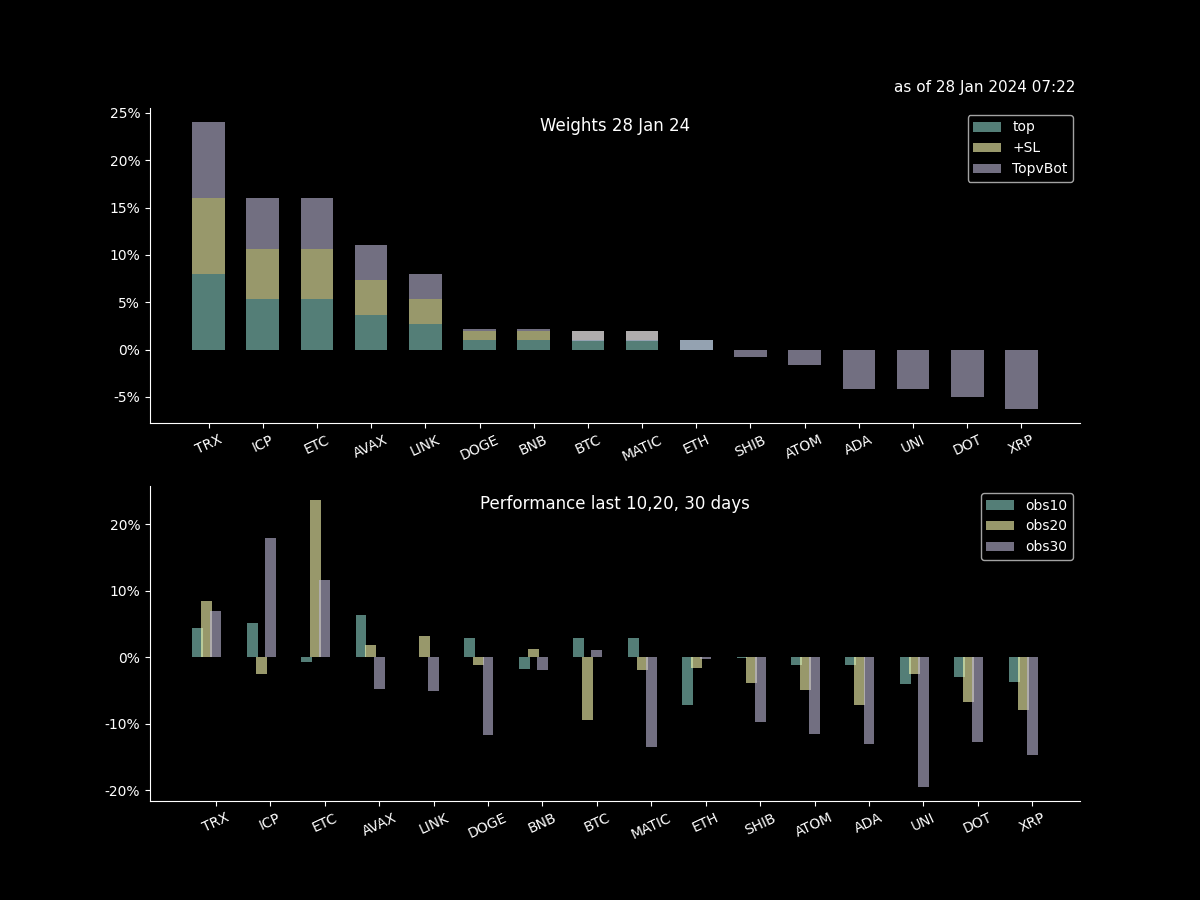 as of 28 Jan 2024 07:22
Weights 28 Jan 24
top
+SL
TopvBot
25%
20%
15%
10%
5%
0%
-5%
TRX ICP ETC AVAX LINK DOGE BNB BTC MATIC ETH SHIB ATOM ADA UNI DOT XRP
Performance last 10,20, 30 days
obs10
obs20
obs30
20%
10%
0%
-10%
-20%
TRX ICP ETC AVAX LINK DOGE BNB BTC MATIC ETH SHIB ATOM ADA UNI DOT XRP